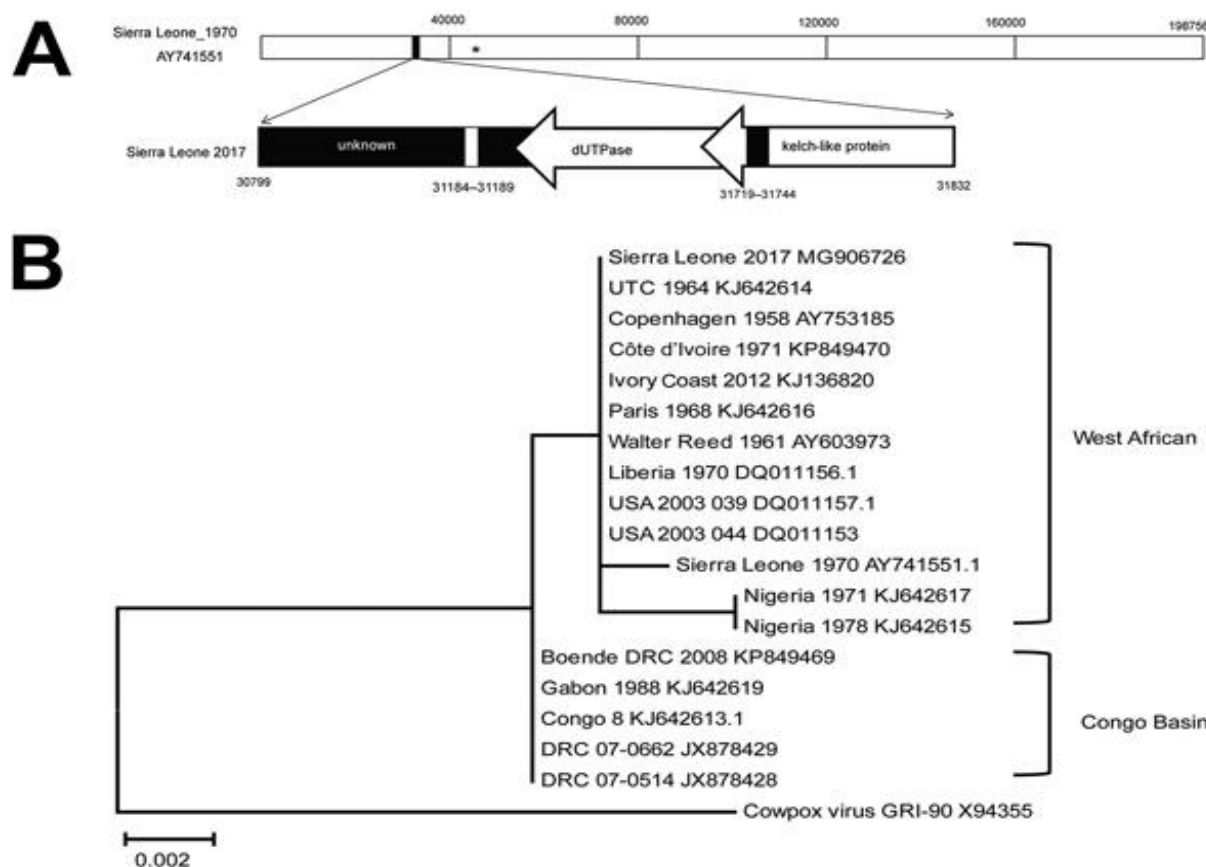 A
Sierra Leone_1970
AY741551
40000
80000
120000
160000
198756
*
Sierra Leone 2017
unknown
dUTPase
kelch-like protein
30799
31184–31189
31719–31744
31832
B
Sierra Leone 2017 MG906726
UTC 1964 KJ642614
Copenhagen 1958 AY753185
Côte d'Ivoire 1971 KP849470
Ivory Coast 2012 KJ136820
Paris 1968 KJ642616
Walter Reed 1961 AY603973
Liberia 1970 DQ011156.1
USA 2003 039 DQ011157.1
USA 2003 044 DQ011153
Sierra Leone 1970 AY741551.1
Nigeria 1971 KJ642617
Nigeria 1978 KJ642615
West African
Boende DRC 2008 KP849469
Gabon 1988 KJ642619
Congo 8 KJ642613.1
DRC 07-0662 JX878429
DRC 07-0514 JX878428
Congo Basin
Cowpox virus GRI-90 X94355
0.002